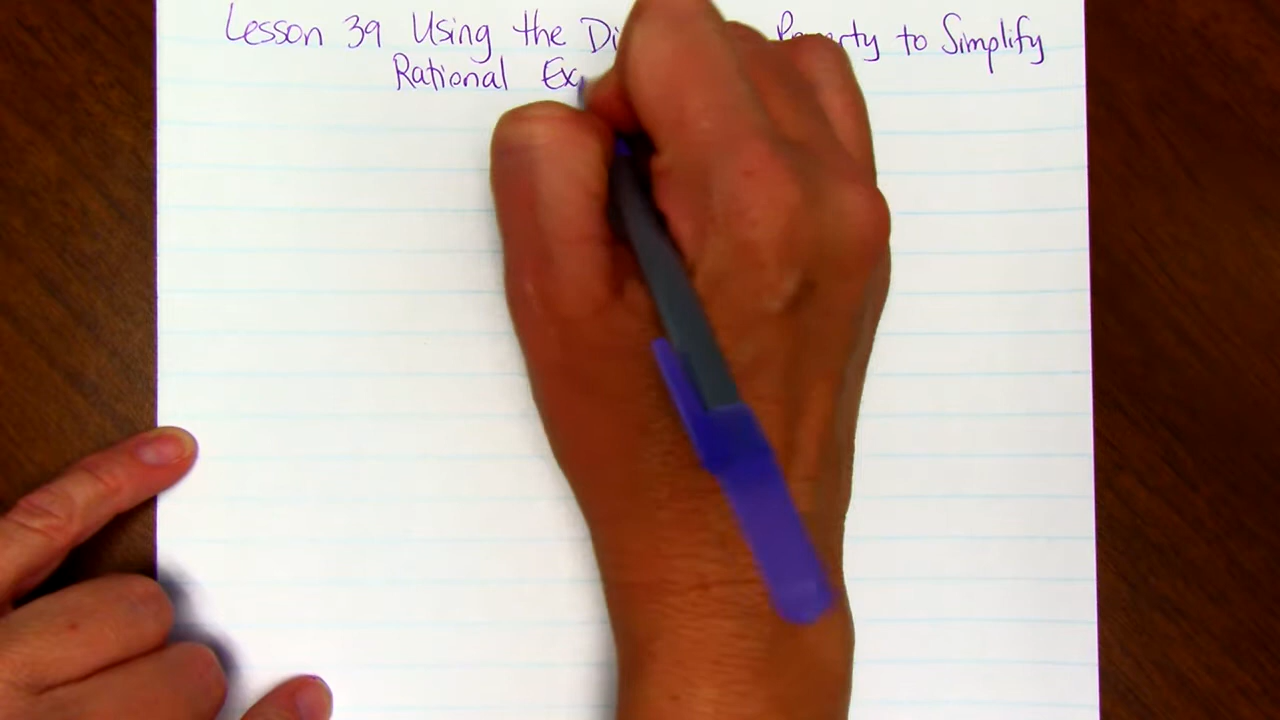 Lesson 39 Using the Di Property to Simplify
Rational Ex